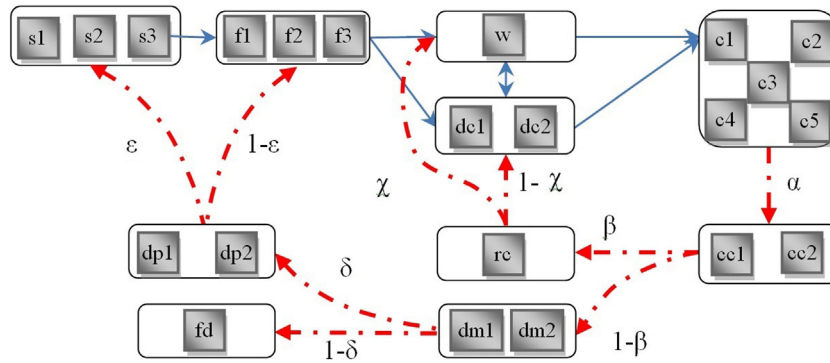 s1 s2 s3
f1 f2 f3
w
c1 c2
c3
c4 c5
dc1 dc2
ε
1-ε
χ
1- χ
α
dp1 dp2
rc
β
cc1 cc2
δ
fd
1-δ
dm1 dm2
1-β